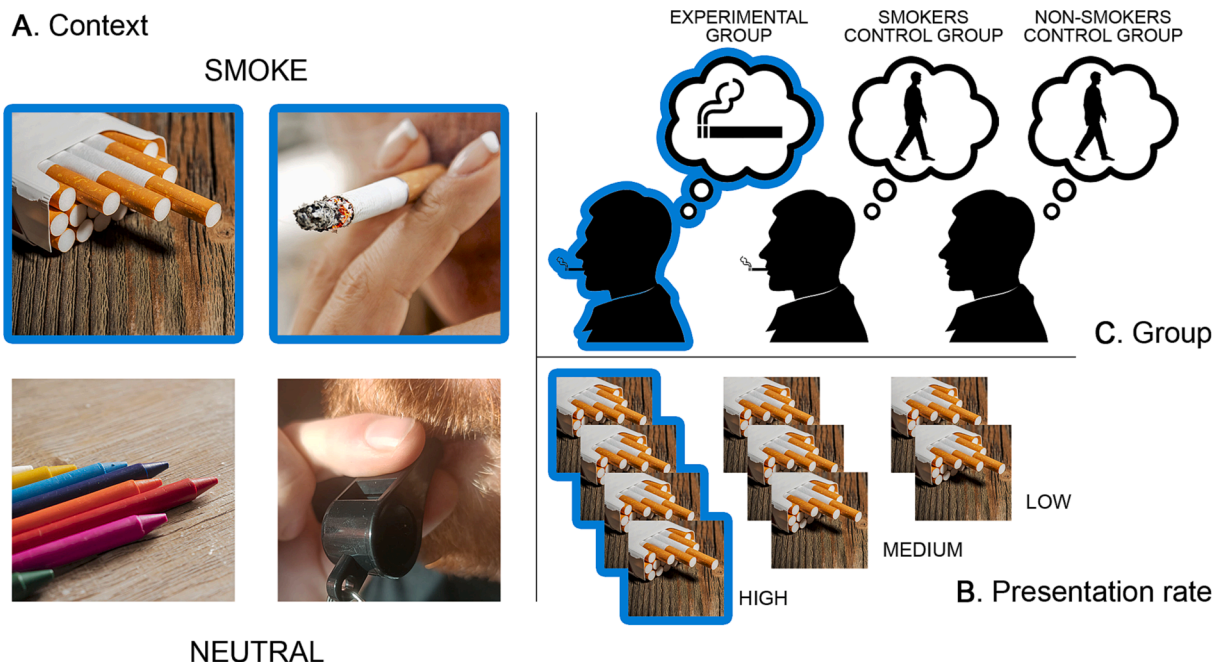 A. Context
SMOKE
NEUTRAL
EXPERIMENTAL
GROUP
SMOKERS
CONTROL GROUP
NON-SMOKERS
CONTROL GROUP
C. Group
LOW
MEDIUM
HIGH
B. Presentation rate